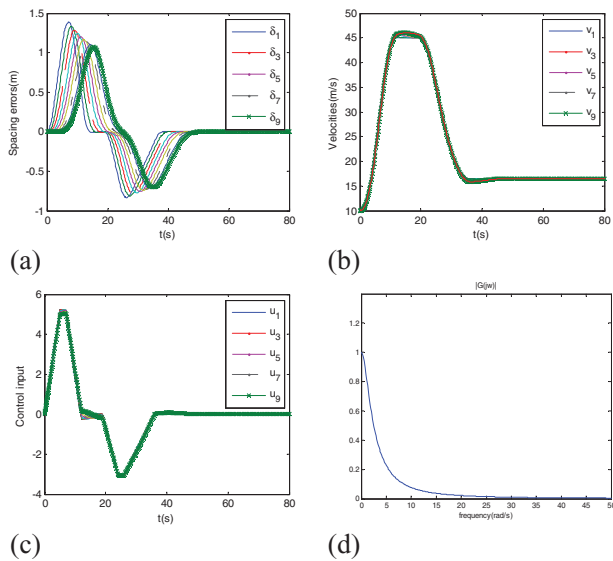 1.5
1
0.5
0
-0.5
-1
0 20 40 60 80
Spacing errors(m)
t(s)
δ1
δ3
δ5
δ7
δ9
(a)
45
40
35
30
25
20
15
10
0 20 40 60 80
Velocities(m/s)
t(s)
v1
v3
v5
v7
v9
(b)
6
4
2
0
-2
-4
0 20 40 60 80
Control input
t(s)
u1
u3
u5
u7
u9
(c)
|G(jw)|
1.2
1
0.8
0.6
0.4
0.2
0
0 5 10 15 20 25 30 35 40 45 50
frequency(rad/s)
(d)